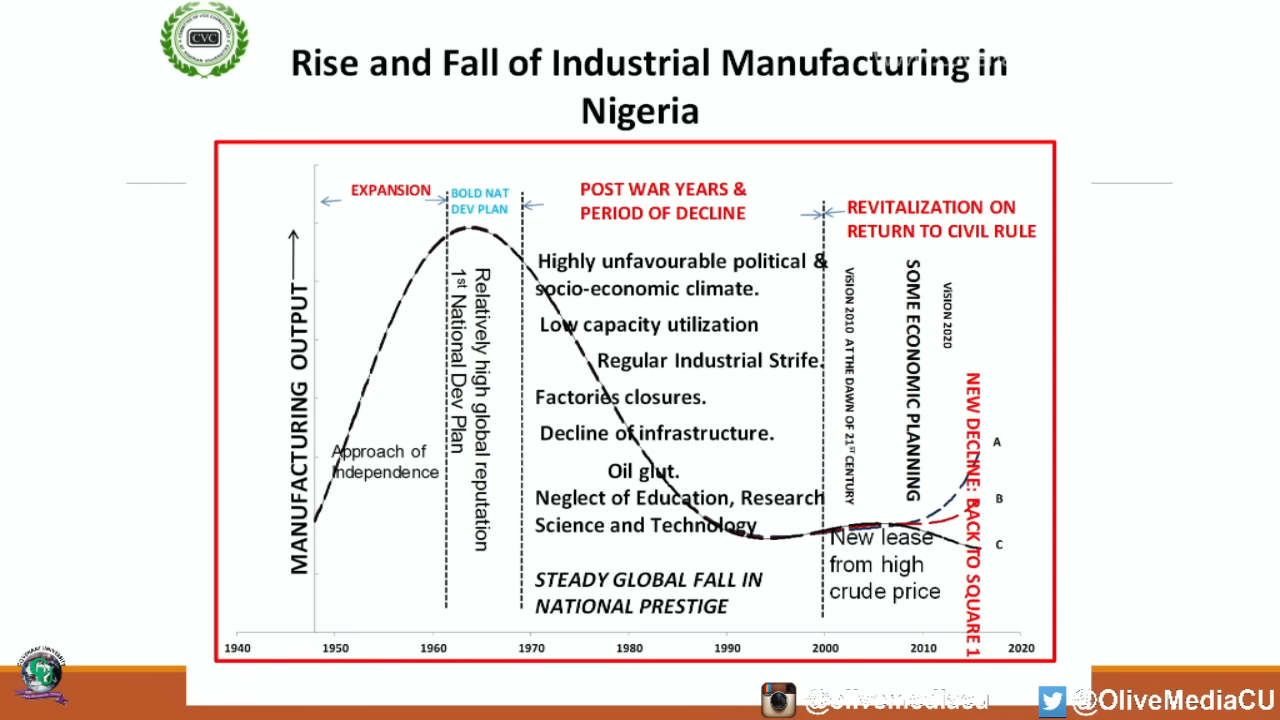 CVC
Rise and Fall of Industrial Manufacturing in
Nigeria
EXPANSION
BOLD NAT
DEV PLAN
POST WAR YEARS &
PERIOD OF DECLINE
REVITALIZATION ON
RETURN TO CIVIL RULE
MANUFACTURING OUTPUT
Approach of
Independence
Relatively high global reputation
1st National Dev Plan
Highly unfavourable political &
socio-economic climate.
Low capacity utilization
Regular Industrial Strife.
Factories closures.
Decline of infrastructure.
Oil glut.
Neglect of Education, Research
Science and Technology
STEADY GLOBAL FALL IN
NATIONAL PRESTIGE
ViSION 2010 AT THE DAWN OF 21ST CENTURY
SOME ECONOMIC PLANNING
ViSION 2020
NEW DECLINE: BACK TO SQUARE 1
A
B
C
New lease
from high
crude price
1940 1950 1960 1970 1980 1990 2000 2010 2020
COVENANT UNIVERSITY
@olivemediacu
@OliveMediaCU